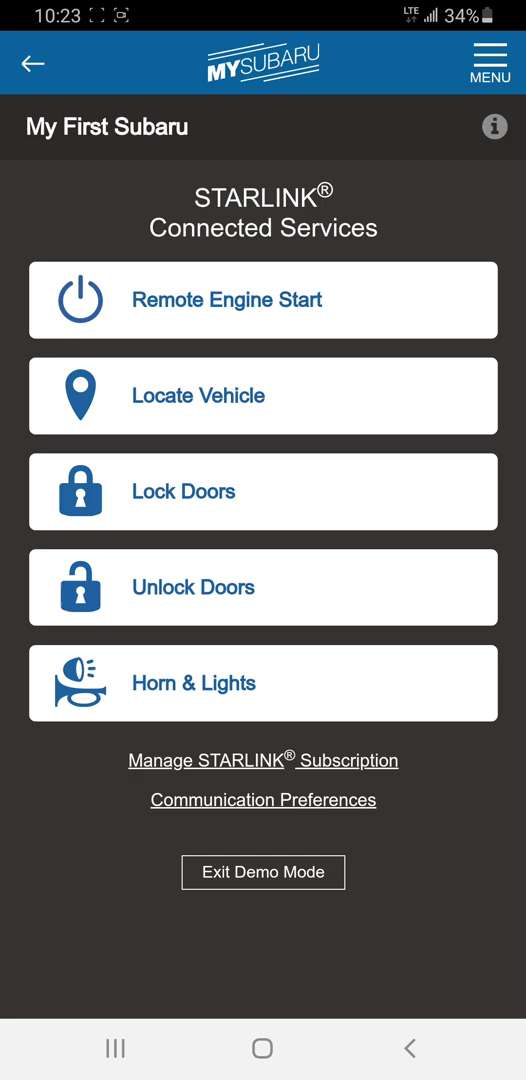 10:23
LTE 34%
MYSUBARU
MENU
My First Subaru
STARLINK®
Connected Services
Remote Engine Start
Locate Vehicle
Lock Doors
Unlock Doors
Horn & Lights
Manage STARLINK® Subscription
Communication Preferences
Exit Demo Mode